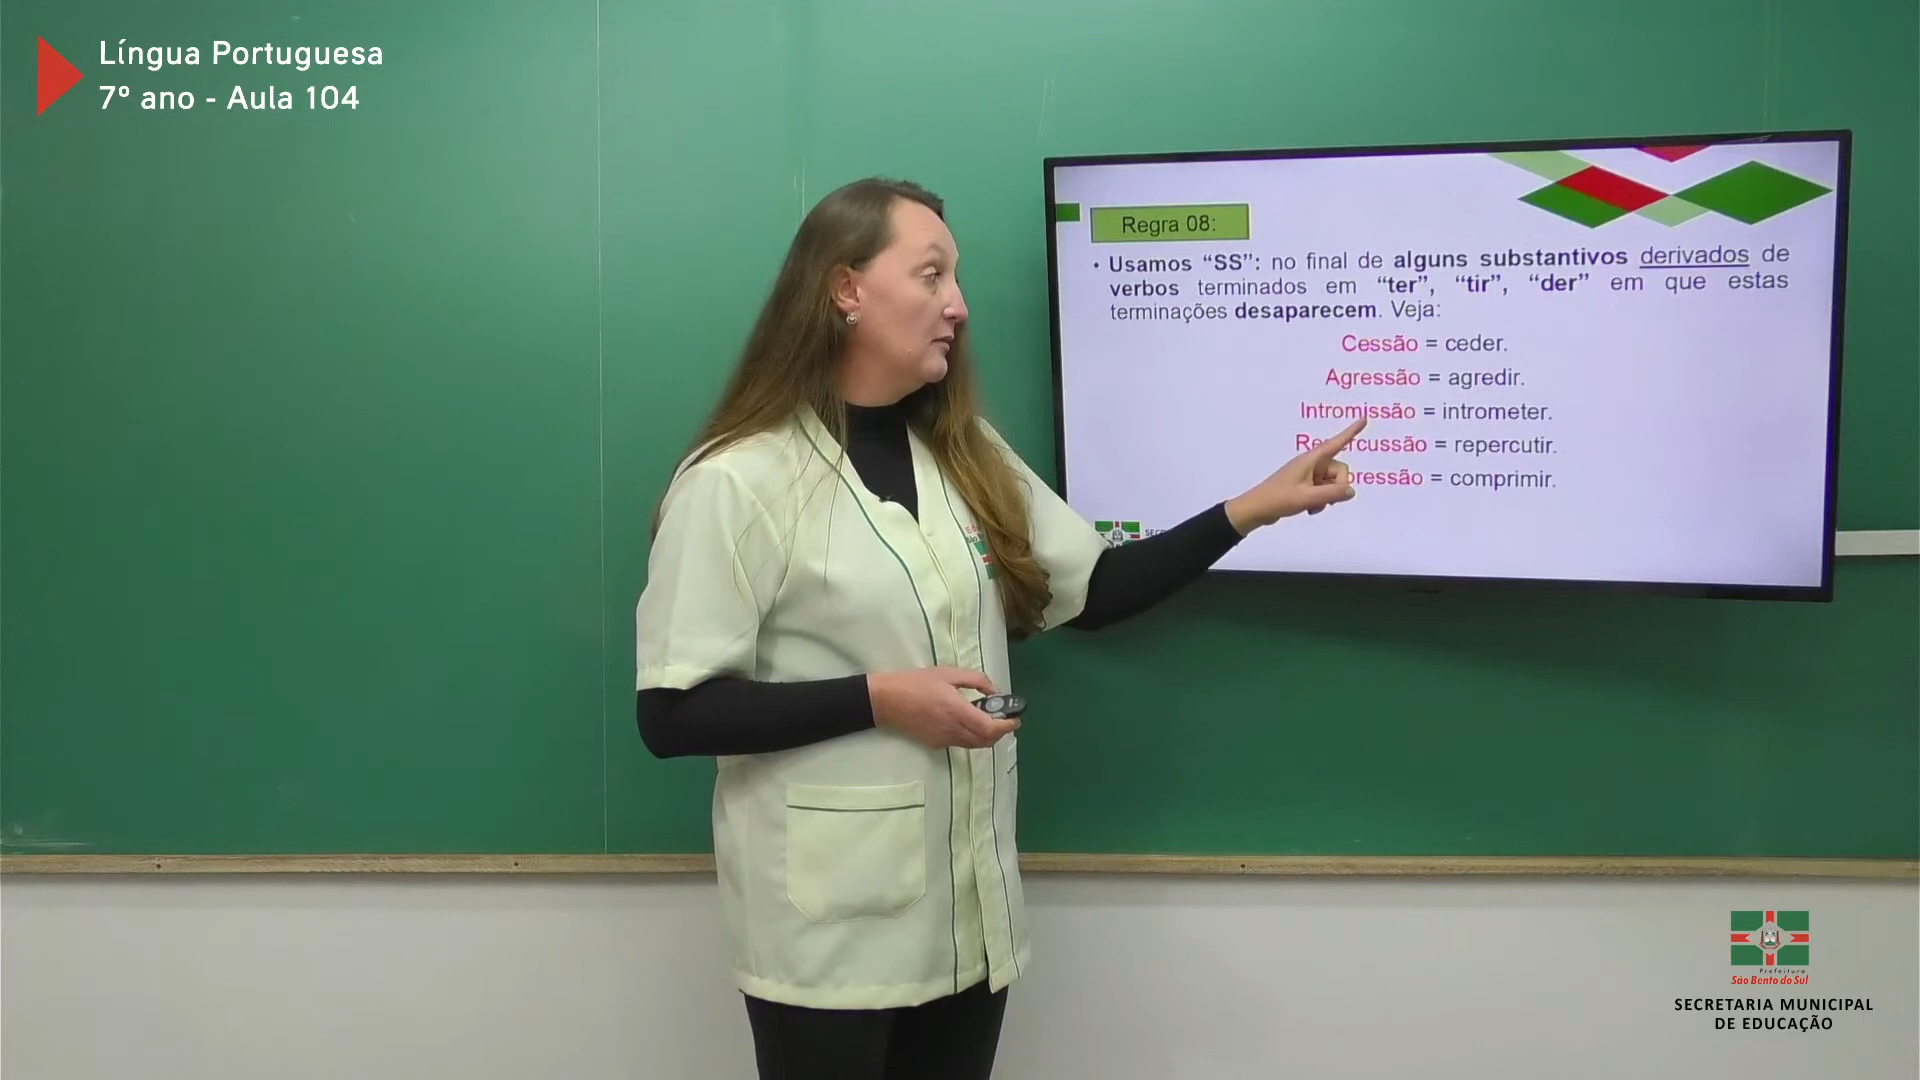 Língua Portuguesa
7º ano - Aula 104
Regra 08:
• Usamos “SS”: no final de alguns substantivos derivados de
verbos terminados em “ter”, “tir”, “der” em que estas
terminações desaparecem. Veja:
Cessão = ceder.
Agressão = agredir.
Intromissão = intrometer.
= repercutir.
= comprimir.
Prefeitura
São Bento do Sul
SECRETARIA MUNICIPAL
DE EDUCAÇÃO